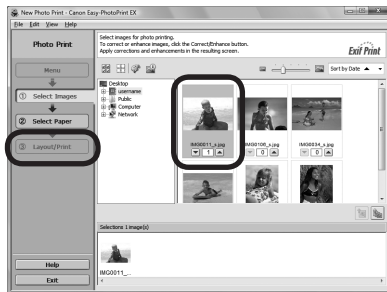 New Photo Print - Canon Easy-PhotoPrint EX
File Edit View Help
Photo Print
Select images for photo printing.
To correct or enhance images, click the Correct/Enhance button.
Apply corrections and enhancements in the resulting screen.
Exif Print
Menu
Sort by Date
1 Select Images
2 Select Paper
3 Layout/Print
Desktop
username
Public
Computer
Network
IMG0011_s.jpg
IMG0108_s.jpg
IMG0034_s.jpg
1
0
0
Selections 1 image(s)
IMG0011_...
Help
Exit